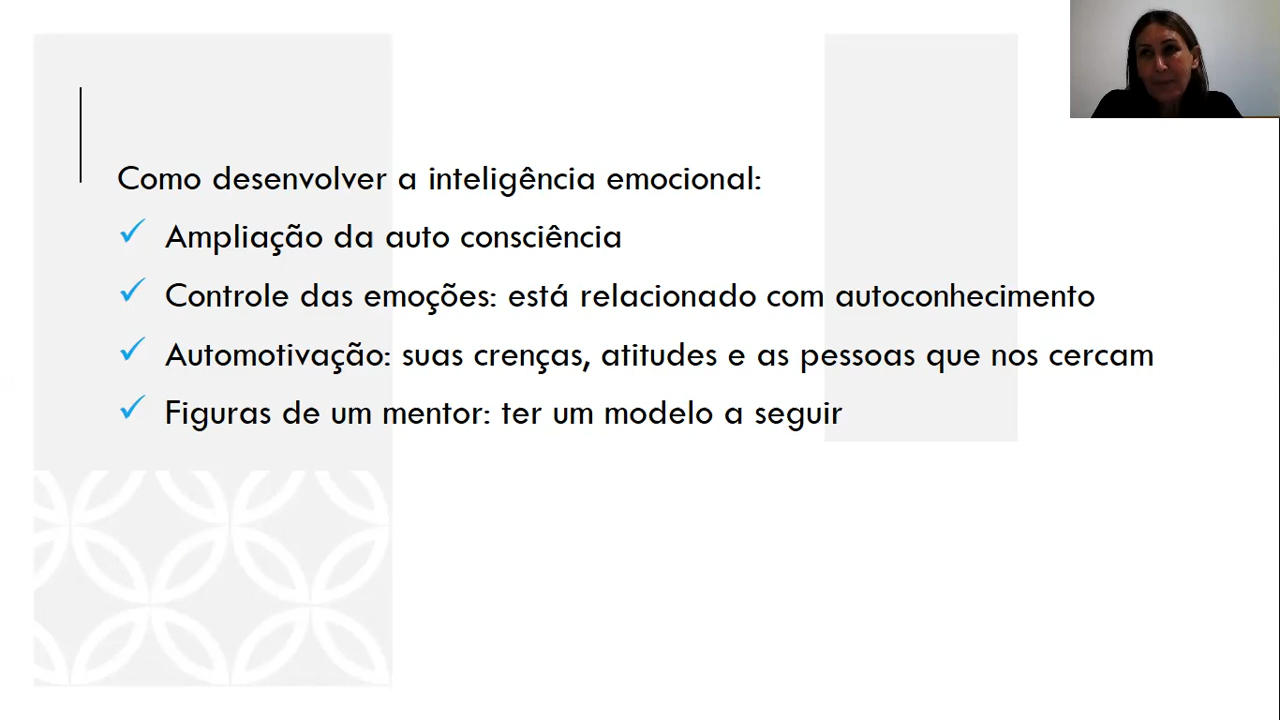 Como desenvolver a inteligência emocional:
Ampliação da auto consciência
Controle das emoções: está relacionado com autoconhecimento
Automotivação: suas crenças, atitudes e as pessoas que nos cercam
Figuras de um mentor: ter um modelo a seguir